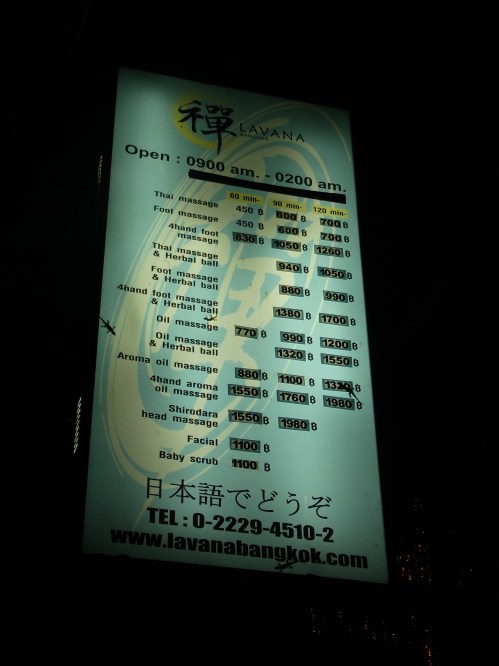 禪 LAVANA
BANGKOK
Open : 0900 am. - 0200 am.
60 min- 90 min- 120 min-
Thai massage 450 ฿ 600 ฿ 700 ฿
Foot massage 450 ฿ 600 ฿ 700 ฿
4hand foot
massage 830 ฿ 1050 ฿ 1260 ฿
Thai massage
& Herbal ball 940 ฿ 1050 ฿
Foot massage
& Herbal ball 880 ฿ 990 ฿
4hand foot massage
& Herbal ball 1380 ฿ 1700 ฿
Oil massage 770 ฿ 990 ฿ 1200 ฿
Oil massage
& Herbal ball 1320 ฿ 1550 ฿
Aroma oil massage 880 ฿ 1100 ฿ 1320 ฿
4hand aroma
oil massage 1550 ฿ 1760 ฿ 1980 ฿
Shirodara
head massage 1550 ฿ 1980 ฿
Facial 1100 ฿
Baby scrub 1100 ฿
日本語でどうぞ
TEL : 0-2229-4510-2
www.lavanabangkok.com